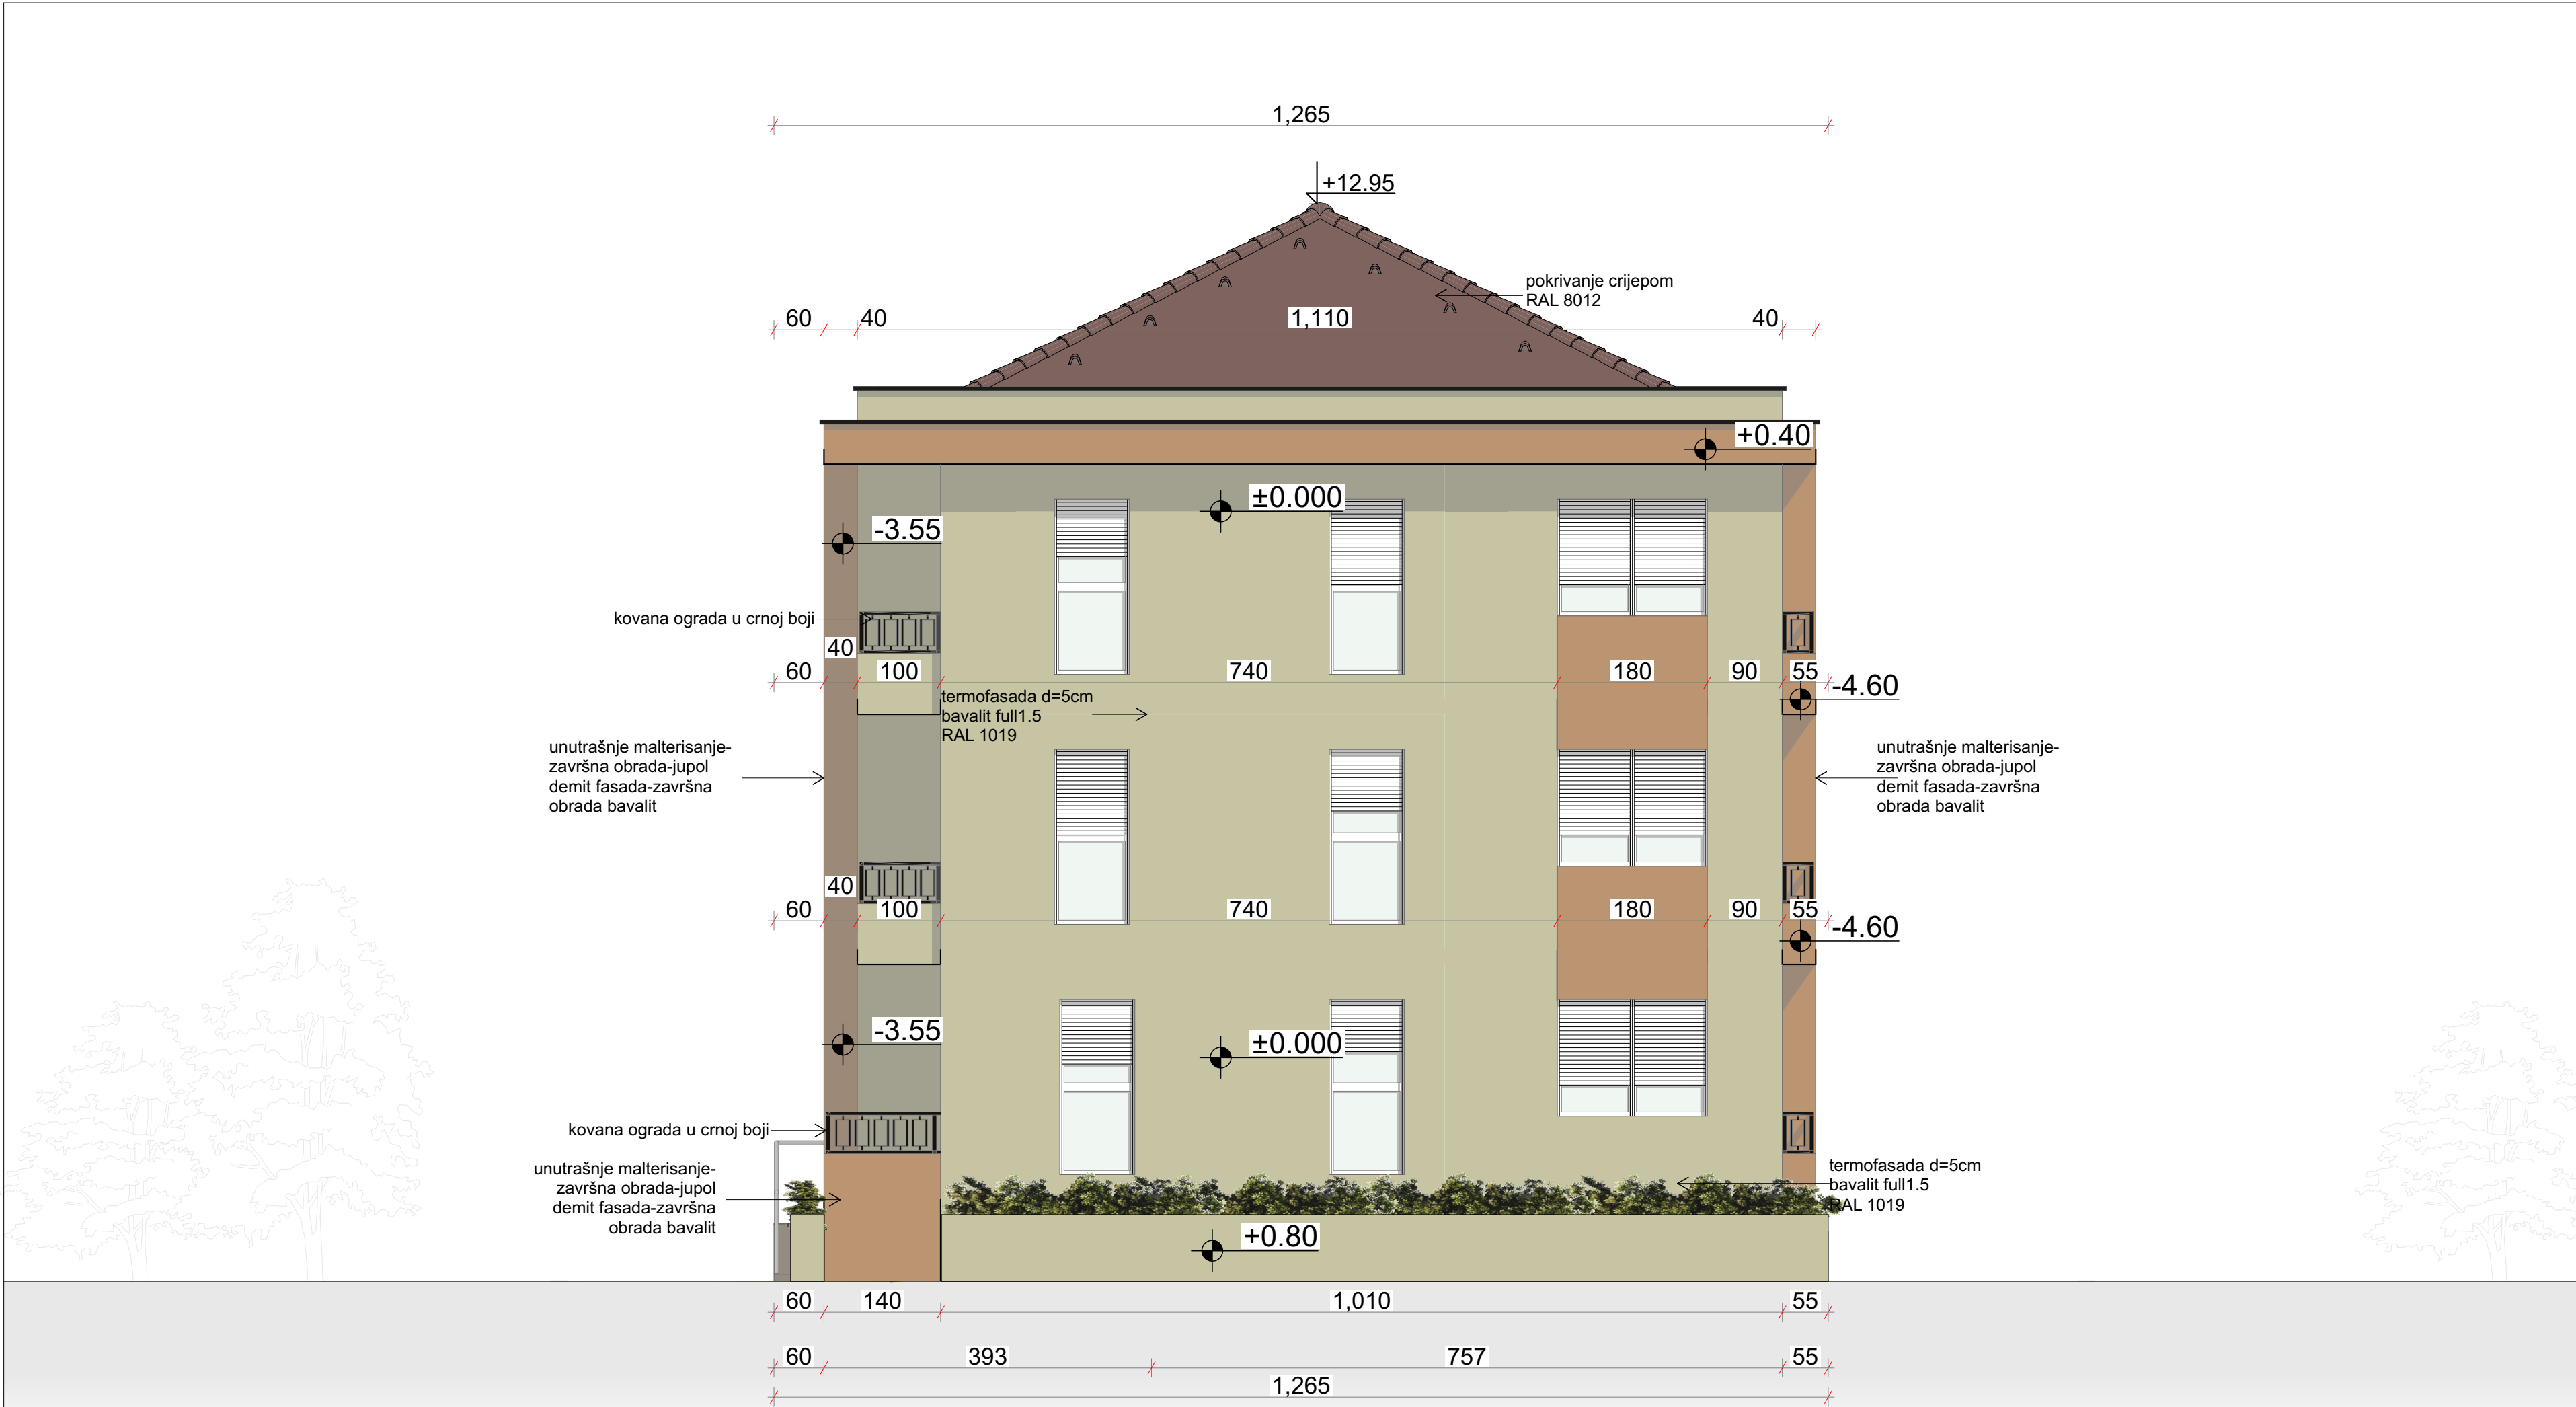 1,265
+12.95
pokrivanje crijepom
RAL 8012
60 40 1,110 40
+0.40
±0.000
-3.55
kovana ograda u crnoj boji
40
60 100 740 180 90 55
-4.60
termofasada d=5cm
bavalit full1.5
RAL 1019
unutrašnje malterisanje-
završna obrada-jupol
demit fasada-završna
obrada bavalit
unutrašnje malterisanje-
završna obrada-jupol
demit fasada-završna
obrada bavalit
40
60 100 740 180 90 55
-4.60
-3.55
±0.000
kovana ograda u crnoj boji
unutrašnje malterisanje-
završna obrada-jupol
demit fasada-završna
obrada bavalit
termofasada d=5cm
bavalit full1.5
RAL 1019
+0.80
60 140 1,010 55
60 393 757 55
1,265